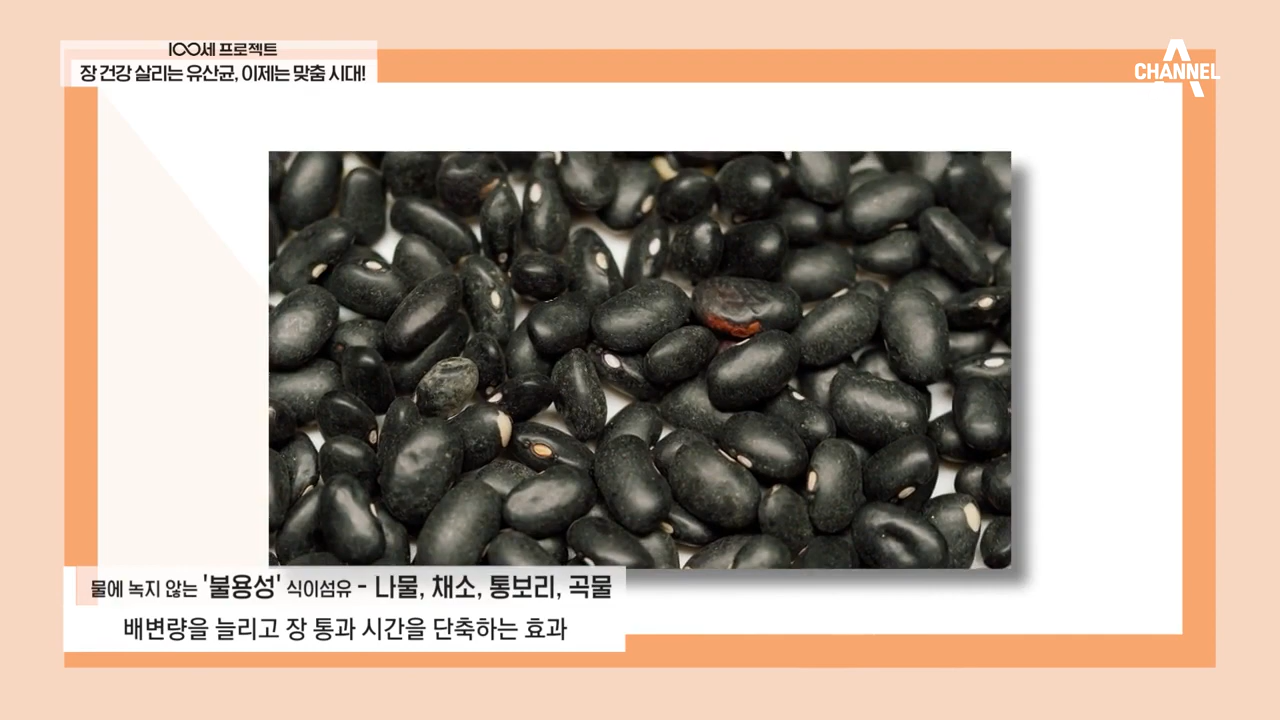 100세 프로젝트
장 건강 살리는 유산균, 이제는 맞춤 시대!
CHANNEL A
물에 녹지 않는 '불용성' 식이섬유 - 나물, 채소, 통보리, 곡물
배변량을 늘리고 장 통과 시간을 단축하는 효과